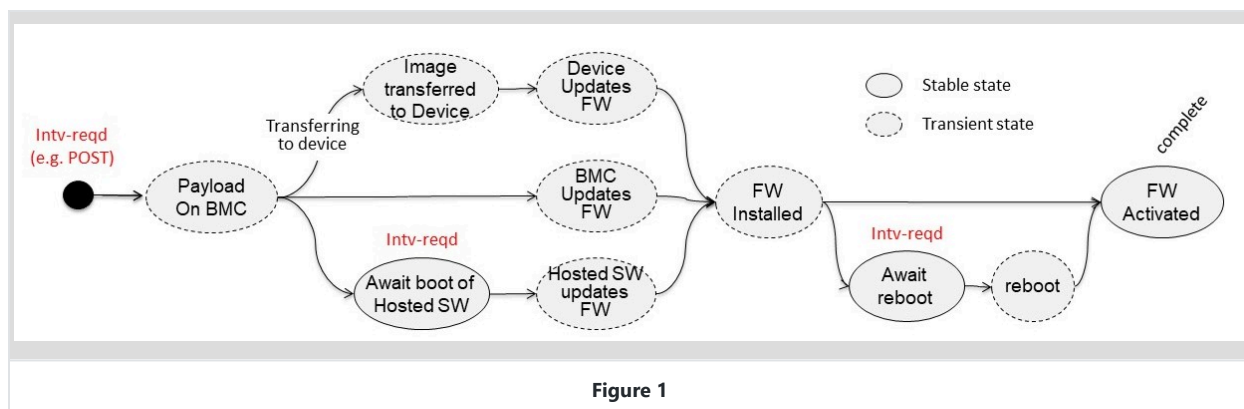 Intv-reqd
(e.g. POST)
Payload
On BMC
Transferring
to device
Image
transferred
to Device
Device
Updates
FW
BMC
Updates
FW
Intv-reqd
Await boot of
Hosted SW
Hosted SW
updates
FW
FW
Installed
Stable state
Transient state
Intv-reqd
Await
reboot
reboot
complete
FW
Activated
Figure 1